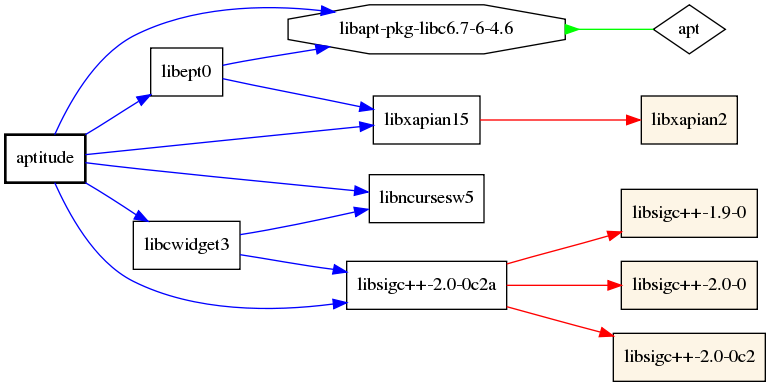 libapt-pkg-libc6.7-6-4.6
apt
libept0
libxapian15
libxapian2
aptitude
libncursesw5
libsigc++-1.9-0
libcwidget3
libsigc++-2.0-0c2a
libsigc++-2.0-0
libsigc++-2.0-0c2